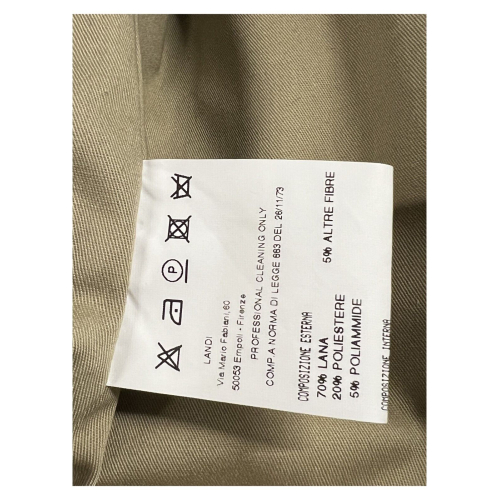 P
LANDI
Via Mario Fabiani, 60
50053 Empoli - Firenze
PROFESSIONAL CLEANING ONLY
COMP.A NORMA DI LEGGE 883 DEL 26/11/73
COMPOSIZIONE ESTERNA
70% LANA
20% POLIESTERE
5% POLIAMMIDE
5% ALTRE FIBRE
COMPOSIZIONE INTERNA